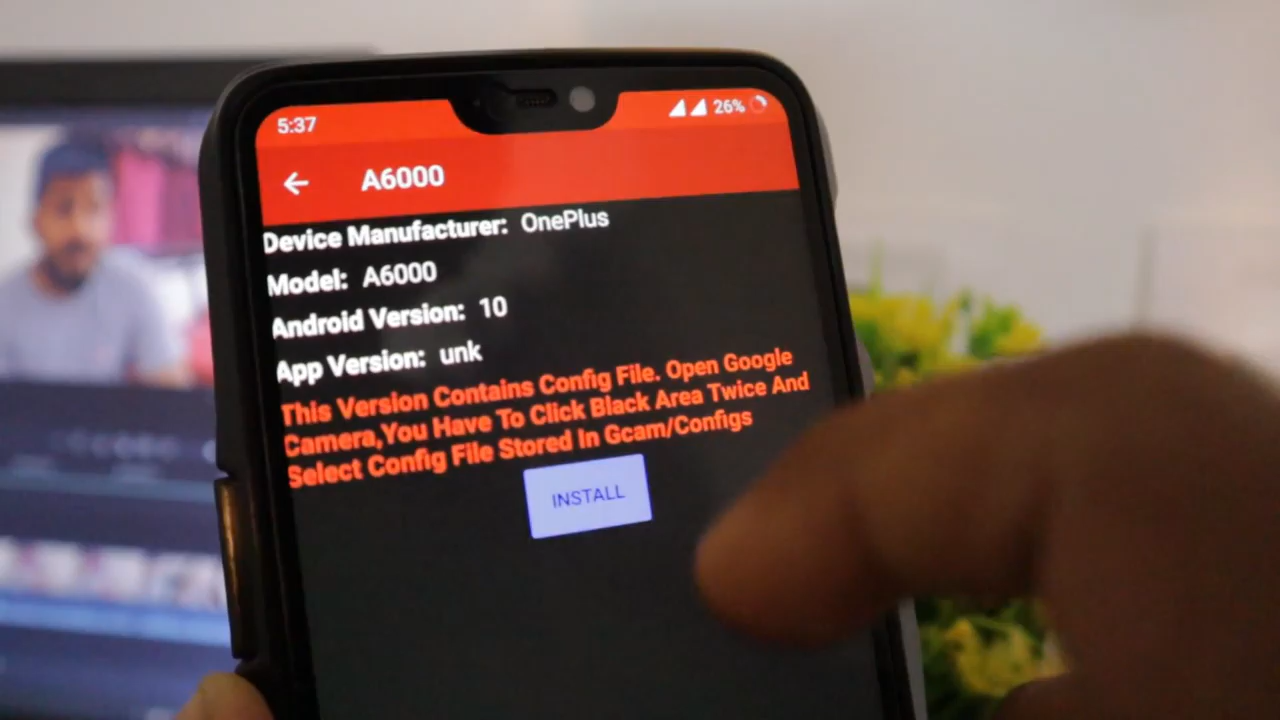 5:37 26%
A6000
Device Manufacturer: OnePlus
Model: A6000
Android Version: 10
App Version: unk
This Version Contains Config File. Open Google
Camera,You Have To Click Black Area Twice And
Select Config File Stored In Gcam/Configs
INSTALL